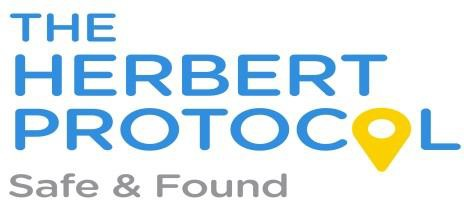 THE
HERBERT
PROTOCOL
Safe & Found